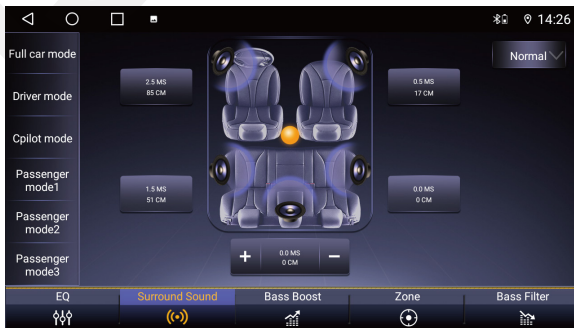 14:26
Full car mode
Driver mode
Cpilot mode
Passenger
mode1
Passenger
mode2
Passenger
mode3
2.5 MS
85 CM
0.5 MS
17 CM
Normal
1.5 MS
51 CM
0.0 MS
0 CM
+
0.0 MS
0 CM
−
EQ
Surround Sound
Bass Boost
Zone
Bass Filter